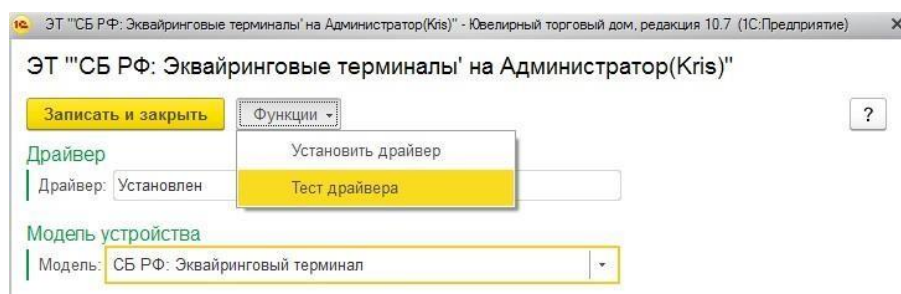 ЭТ "'СБ РФ: Эквайринговые терминалы' на Администратор(Kris)" - Ювелирный торговый дом, редакция 10.7 (1С:Предприятие)
ЭТ "'СБ РФ: Эквайринговые терминалы' на Администратор(Kris)"
Записать и закрыть Функции ?
Установить драйвер
Драйвер
Драйвер: Установлен Тест драйвера
Модель устройства
Модель: СБ РФ: Эквайринговый терминал